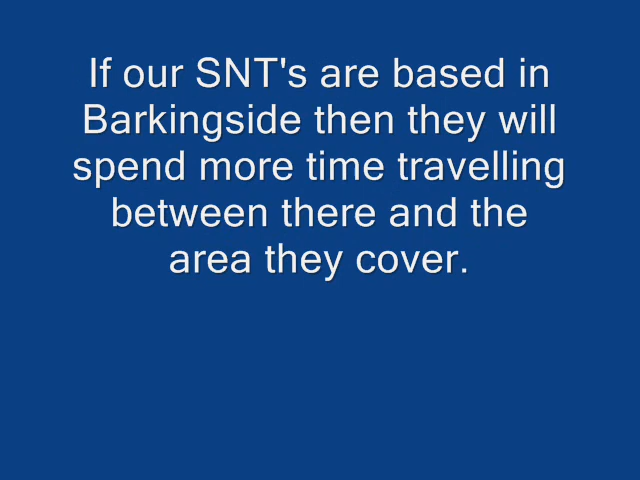 If our SNT's are based in
Barkingside then they will
spend more time travelling
between there and the
area they cover.